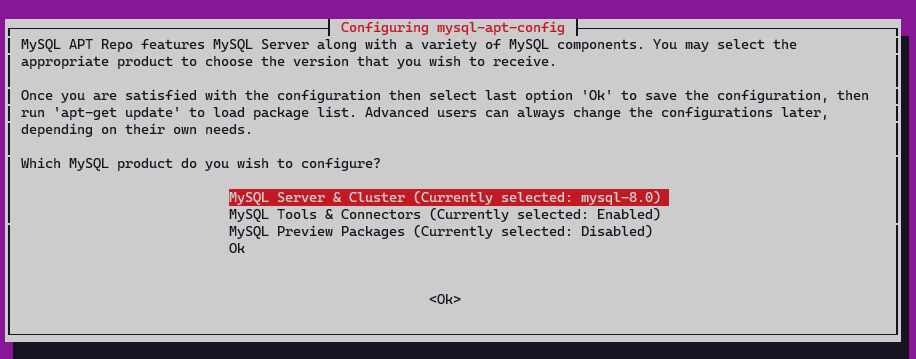 Configuring mysql-apt-config
MySQL APT Repo features MySQL Server along with a variety of MySQL components. You may select the
appropriate product to choose the version that you wish to receive.
Once you are satisfied with the configuration then select last option 'Ok' to save the configuration, then
run 'apt-get update' to load package list. Advanced users can always change the configurations later,
depending on their own needs.
Which MySQL product do you wish to configure?
MySQL Server & Cluster (Currently selected: mysql-8.0)
MySQL Tools & Connectors (Currently selected: Enabled)
MySQL Preview Packages (Currently selected: Disabled)
Ok
<Ok>